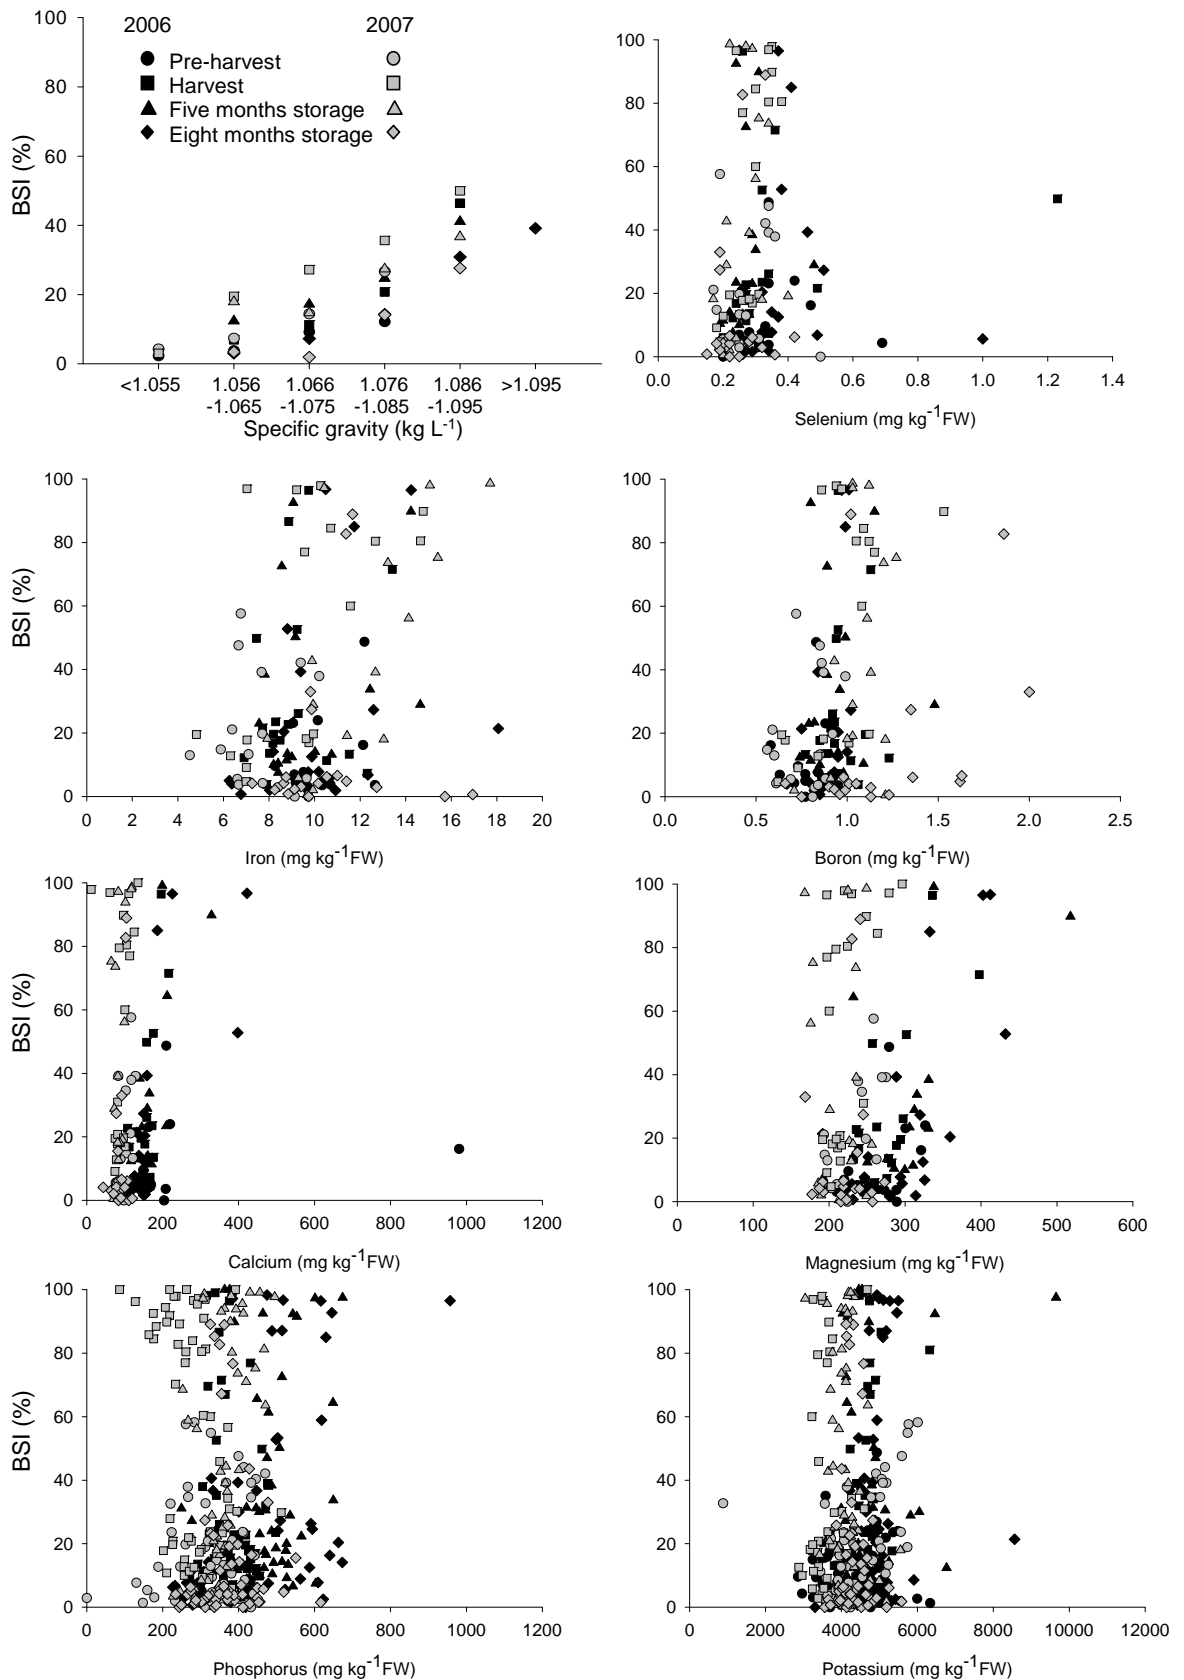 2006 2007
Pre-harvest
Harvest
Five months storage
Eight months storage
BSI (%)
100
80
60
40
20
0
<1.055 1.056 1.066 1.076 1.086 >1.095
-1.065 -1.075 -1.085 -1.095
Specific gravity (kg L-1)
100
80
60
40
20
0
0.0 0.2 0.4 0.6 0.8 1.0 1.2 1.4
Selenium (mg kg-1FW)
BSI (%)
100
80
60
40
20
0
0 2 4 6 8 10 12 14 16 18 20
Iron (mg kg-1FW)
100
80
60
40
20
0
0.0 0.5 1.0 1.5 2.0 2.5
Boron (mg kg-1FW)
BSI (%)
100
80
60
40
20
0
0 200 400 600 800 1000 1200
Calcium (mg kg-1FW)
100
80
60
40
20
0
0 100 200 300 400 500 600
Magnesium (mg kg-1FW)
BSI (%)
100
80
60
40
20
0
0 200 400 600 800 1000 1200
Phosphorus (mg kg-1FW)
100
80
60
40
20
0
0 2000 4000 6000 8000 10000 12000
Potassium (mg kg-1FW)